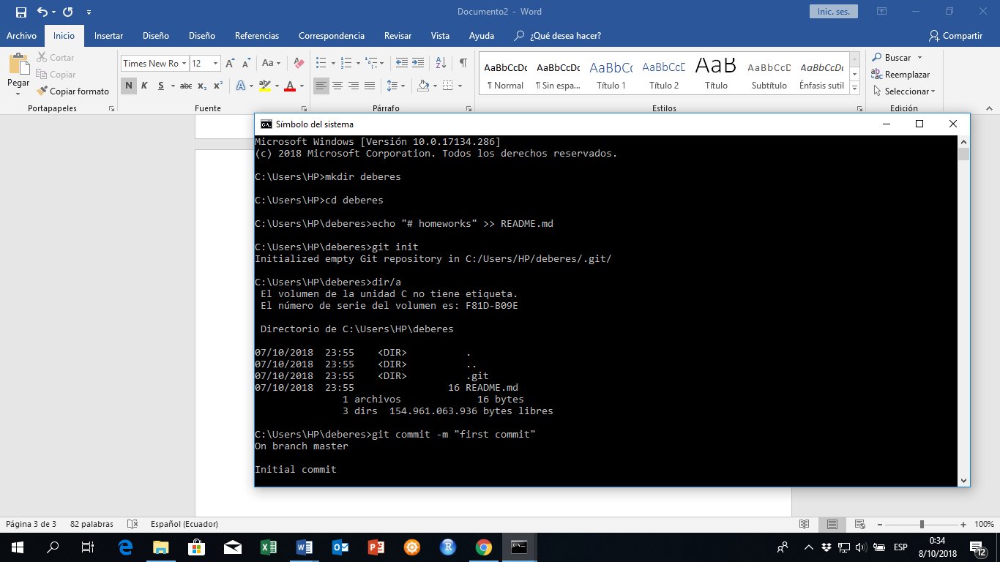 Documento2 - Word
Inic. ses.
Archivo Inicio Insertar Diseño Diseño Referencias Correspondencia Revisar Vista Ayuda ¿Qué desea hacer? Compartir
Pegar
Cortar
Copiar
Copiar formato
Portapapeles
Times New Ro 12 Aa
N K S abc x₂ x² A A
Fuente
Párrafo
AaBbCcDc AaBbCcDc AaBbCc AaBbCcD AaB AaBbCcD AaBbCcDc
¶ Normal ¶ Sin espa... Título 1 Título 2 Título Subtítulo Énfasis sutil
Estilos
Buscar
Reemplazar
Seleccionar
Edición
Símbolo del sistema
Microsoft Windows [Versión 10.0.17134.286]
(c) 2018 Microsoft Corporation. Todos los derechos reservados.
C:\Users\HP>mkdir deberes
C:\Users\HP>cd deberes
C:\Users\HP\deberes>echo "# homeworks" >> README.md
C:\Users\HP\deberes>git init
Initialized empty Git repository in C:/Users/HP/deberes/.git/
C:\Users\HP\deberes>dir/a
El volumen de la unidad C no tiene etiqueta.
El número de serie del volumen es: F81D-B09E
Directorio de C:\Users\HP\deberes
07/10/2018 23:55 <DIR> .
07/10/2018 23:55 <DIR> ..
07/10/2018 23:55 <DIR> .git
07/10/2018 23:55 16 README.md
1 archivos 16 bytes
3 dirs 154.961.063.936 bytes libres
C:\Users\HP\deberes>git commit -m "first commit"
On branch master
Initial commit
Página 3 de 3 82 palabras Español (Ecuador) 100%
ESP
0:34
8/10/2018
12